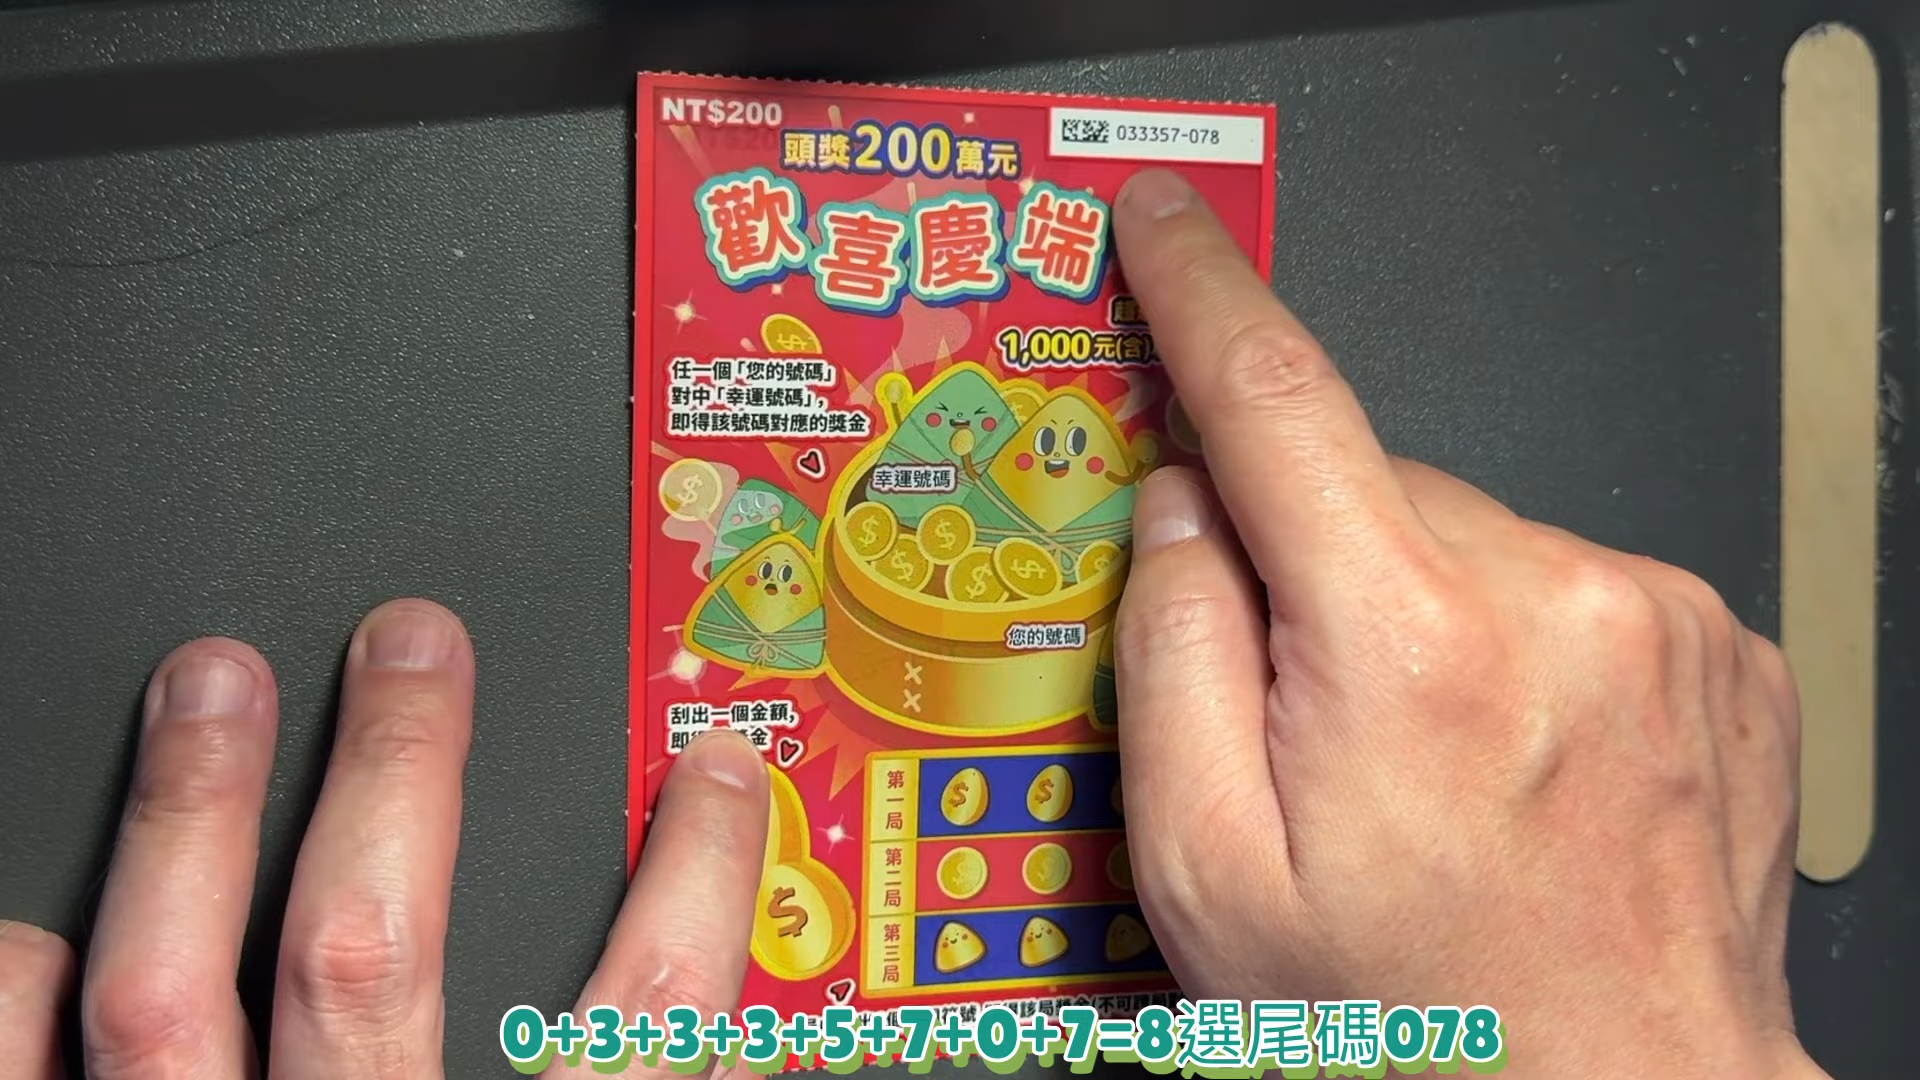 NT$200
033357-078
頭獎200萬元
歡喜慶端
1,000元(含)
任一個「您的號碼」
對中「幸運號碼」,
即得該號碼對應的獎金
幸運號碼
您的號碼
刮出一個金額,
第一局
第二局
第三局
0+3+3+3+5+7+0+7=8選尾碼078